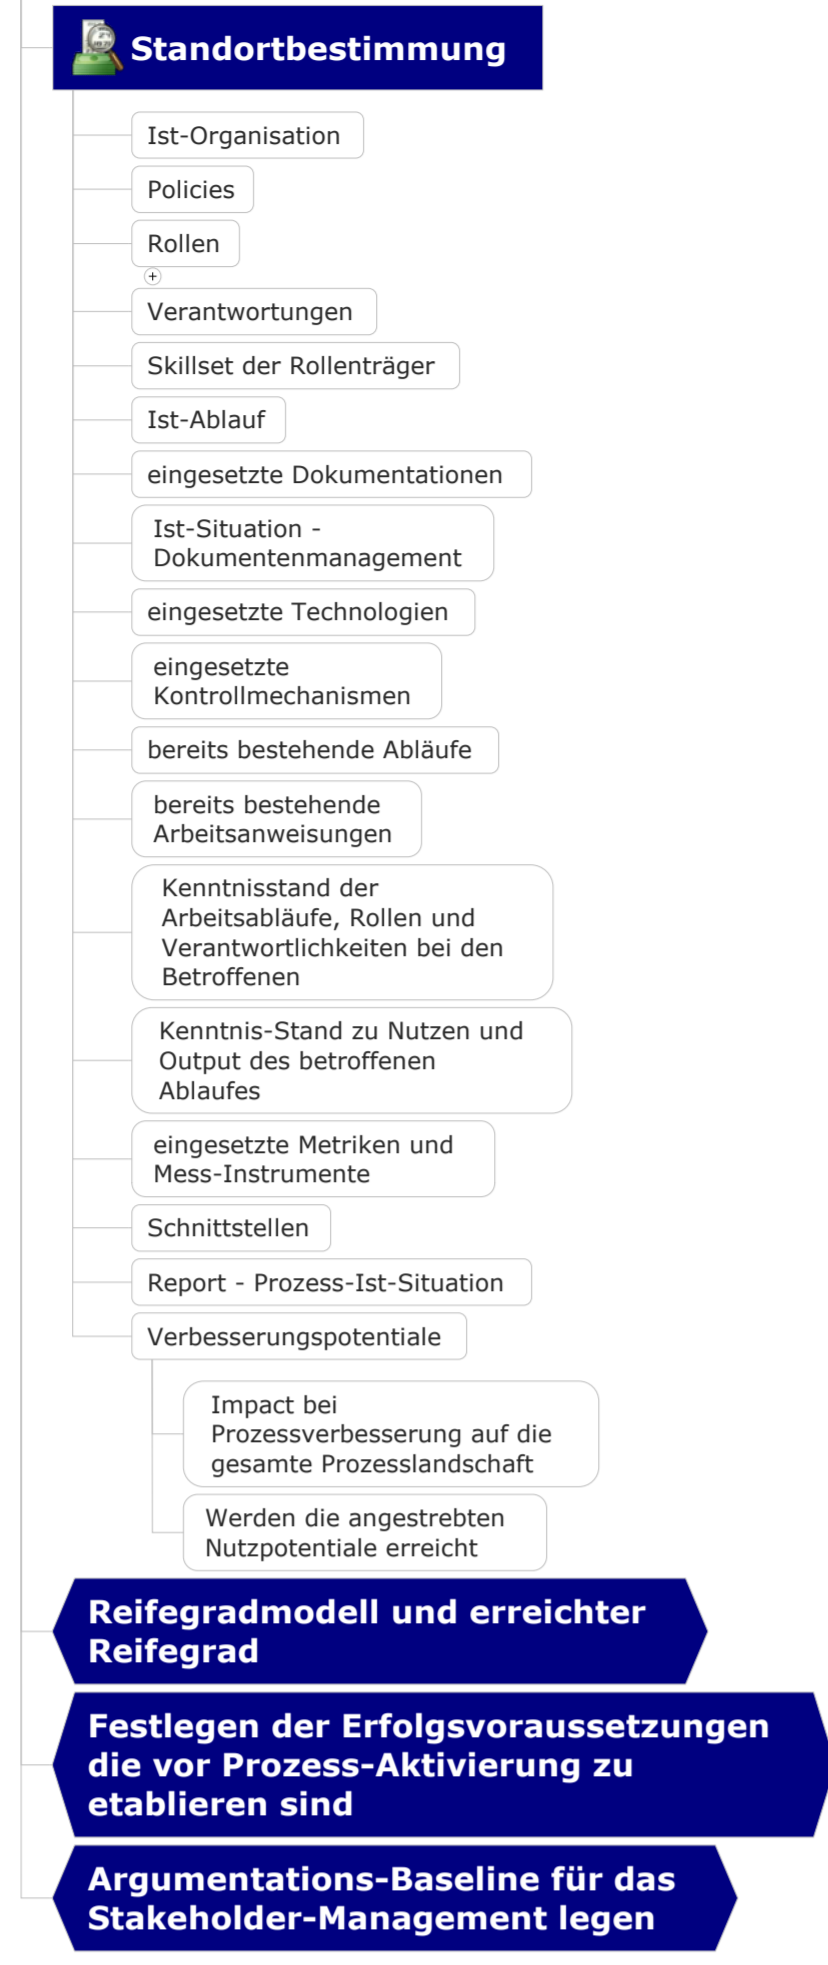 Standortbestimmung
Ist-Organisation
Policies
Rollen
Verantwortungen
Skillset der Rollenträger
Ist-Ablauf
eingesetzte Dokumentationen
Ist-Situation -
Dokumentenmanagement
eingesetzte Technologien
eingesetzte
Kontrollmechanismen
bereits bestehende Abläufe
bereits bestehende
Arbeitsanweisungen
Kenntnisstand der
Arbeitsabläufe, Rollen und
Verantwortlichkeiten bei den
Betroffenen
Kenntnis-Stand zu Nutzen und
Output des betroffenen
Ablaufes
eingesetzte Metriken und
Mess-Instrumente
Schnittstellen
Report - Prozess-Ist-Situation
Verbesserungspotentiale
Impact bei
Prozessverbesserung auf die
gesamte Prozesslandschaft
Werden die angestrebten
Nutzpotentiale erreicht
Reifegradmodell und erreichter
Reifegrad
Festlegen der Erfolgsvoraussetzungen
die vor Prozess-Aktivierung zu
etablieren sind
Argumentations-Baseline für das
Stakeholder-Management legen